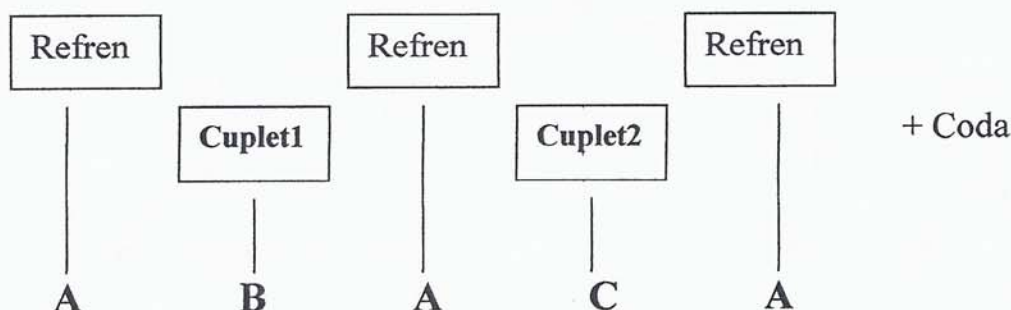 Refren Refren Refren
Cuplet1 Cuplet2 + Coda
A B A C A